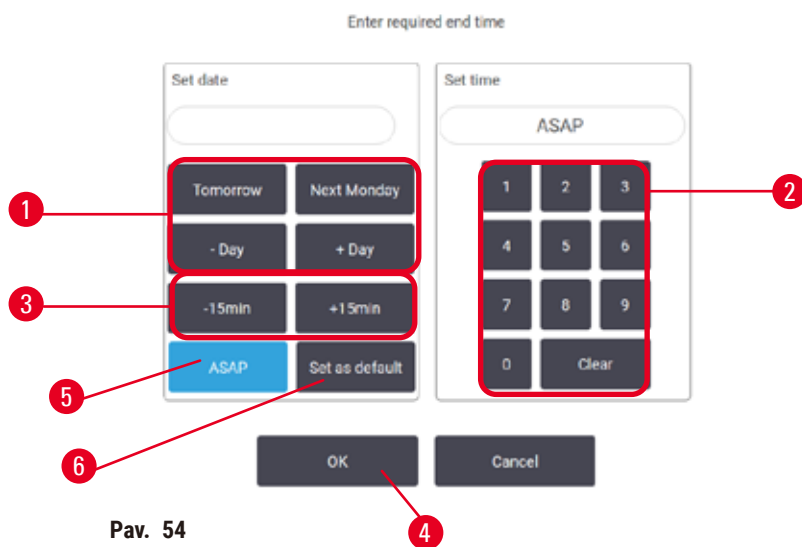 Enter required end time
Set date
Set time
ASAP
Tomorrow
Next Monday
1
2
3
1
2
- Day
+ Day
4
5
6
3
-15min
+15min
7
8
9
ASAP
Set as default
0
Clear
5
6
OK
Cancel
4
Pav. 54